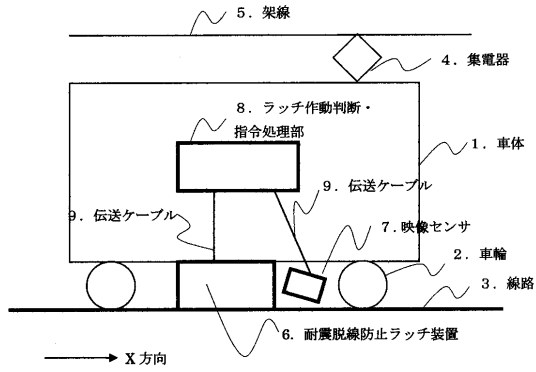 5．架線
4．集電器
8．ラッチ作動判断・
指令処理部
1．車体
9．伝送ケーブル
9．伝送ケーブル
7．映像センサ
2．車輪
3．線路
6．耐震脱線防止ラッチ装置
X方向